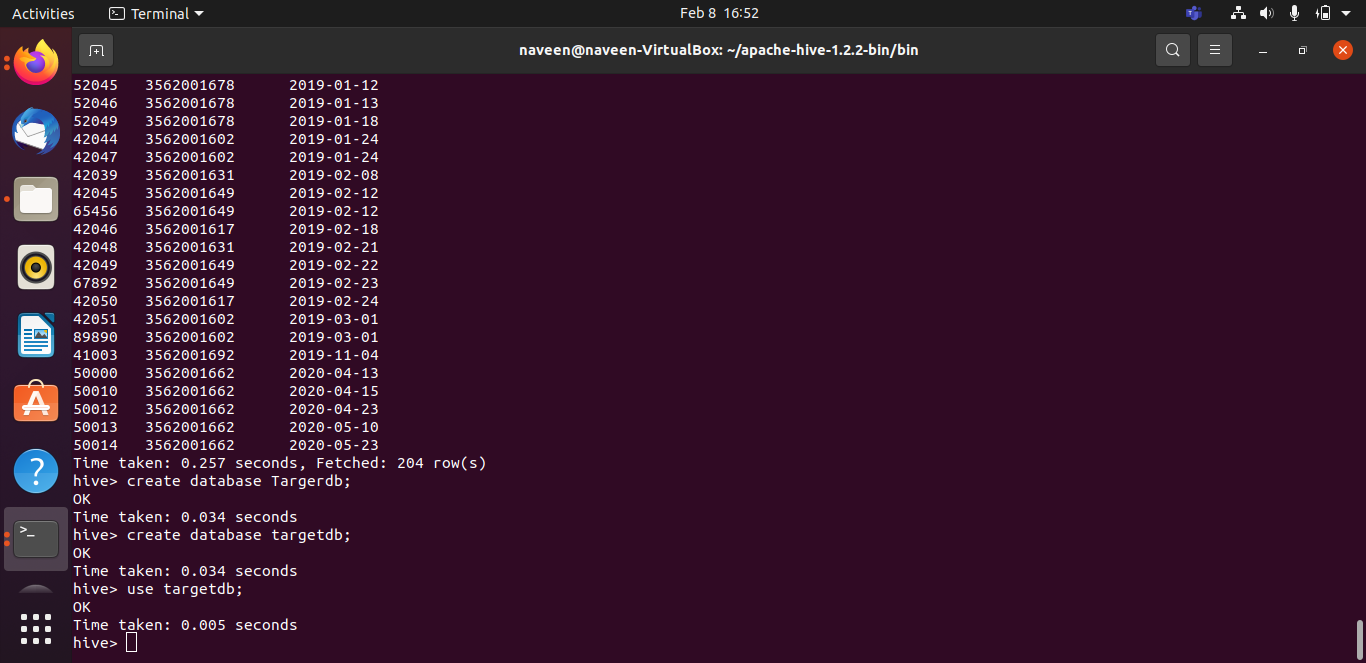 Activities
Terminal
Feb 8 16:52
naveen@naveen-VirtualBox: ~/apache-hive-1.2.2-bin/bin
52045 3562001678 2019-01-12
52046 3562001678 2019-01-13
52049 3562001678 2019-01-18
42044 3562001602 2019-01-24
42047 3562001602 2019-01-24
42039 3562001631 2019-02-08
42045 3562001649 2019-02-12
65456 3562001649 2019-02-12
42046 3562001617 2019-02-18
42048 3562001631 2019-02-21
42049 3562001649 2019-02-22
67892 3562001649 2019-02-23
42050 3562001617 2019-02-24
42051 3562001602 2019-03-01
89890 3562001602 2019-03-01
41003 3562001692 2019-11-04
50000 3562001662 2020-04-13
50010 3562001662 2020-04-15
50012 3562001662 2020-04-23
50013 3562001662 2020-05-10
50014 3562001662 2020-05-23
Time taken: 0.257 seconds, Fetched: 204 row(s)
hive> create database Targerdb;
OK
Time taken: 0.034 seconds
hive> create database targetdb;
OK
Time taken: 0.034 seconds
hive> use targetdb;
OK
Time taken: 0.005 seconds
hive>